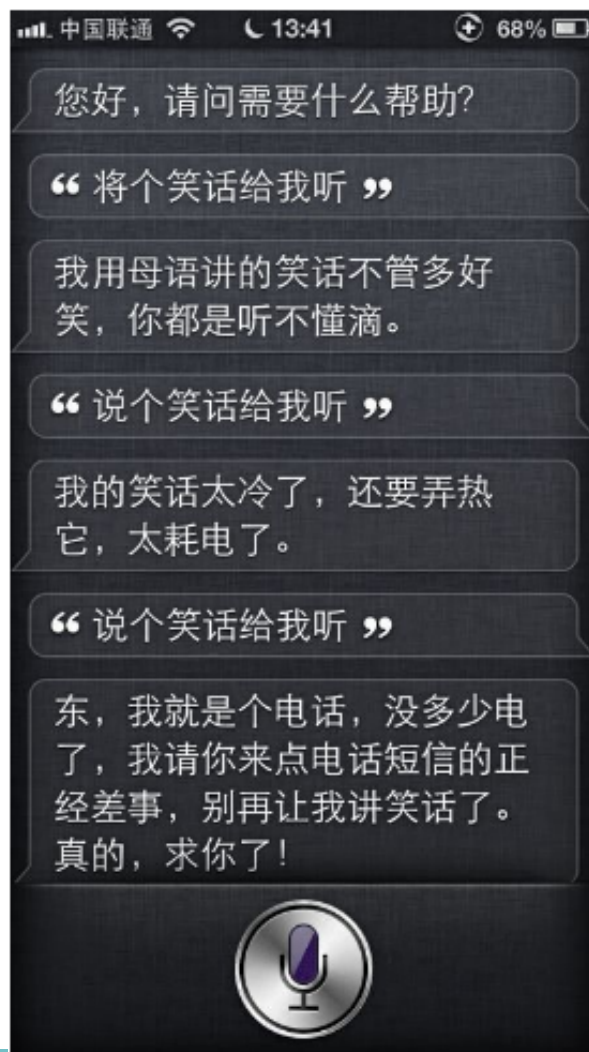 中国联通 13:41 68%
您好，请问需要什么帮助?
“ 将个笑话给我听 ”
我用母语讲的笑话不管多好
笑，你都是听不懂滴。
“ 说个笑话给我听 ”
我的笑话太冷了，还要弄热
它，太耗电了。
“ 说个笑话给我听 ”
东，我就是个电话，没多少电
了，我请你来点电话短信的正
经差事，别再让我讲笑话了。
真的，求你了!